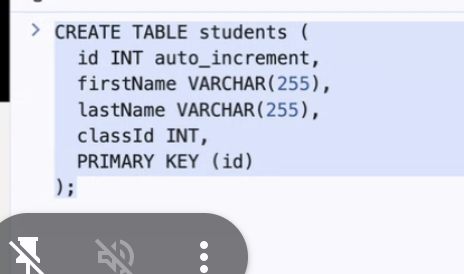 CREATE TABLE students (
id INT auto_increment,
firstName VARCHAR(255),
lastName VARCHAR(255),
classId INT,
PRIMARY KEY (id)
);